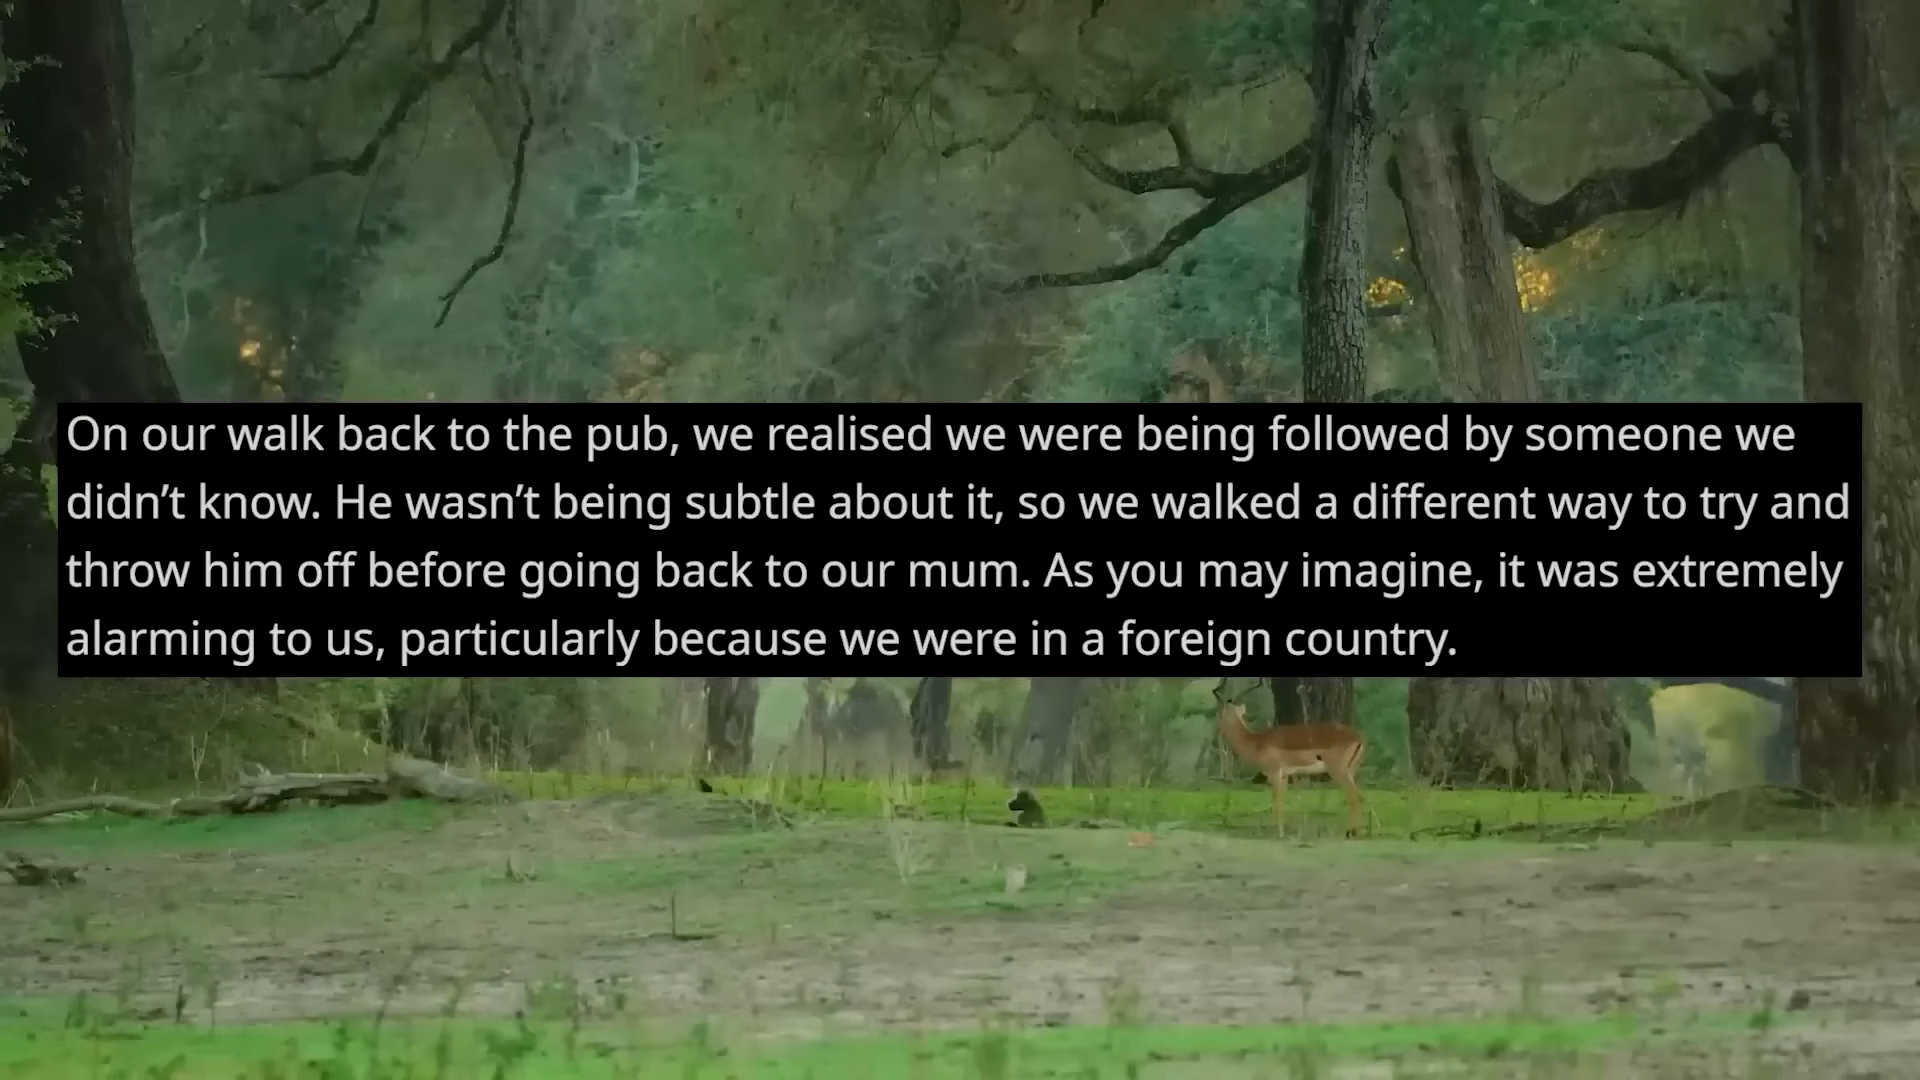 On our walk back to the pub, we realised we were being followed by someone we
didn’t know. He wasn’t being subtle about it, so we walked a different way to try and
throw him off before going back to our mum. As you may imagine, it was extremely
alarming to us, particularly because we were in a foreign country.